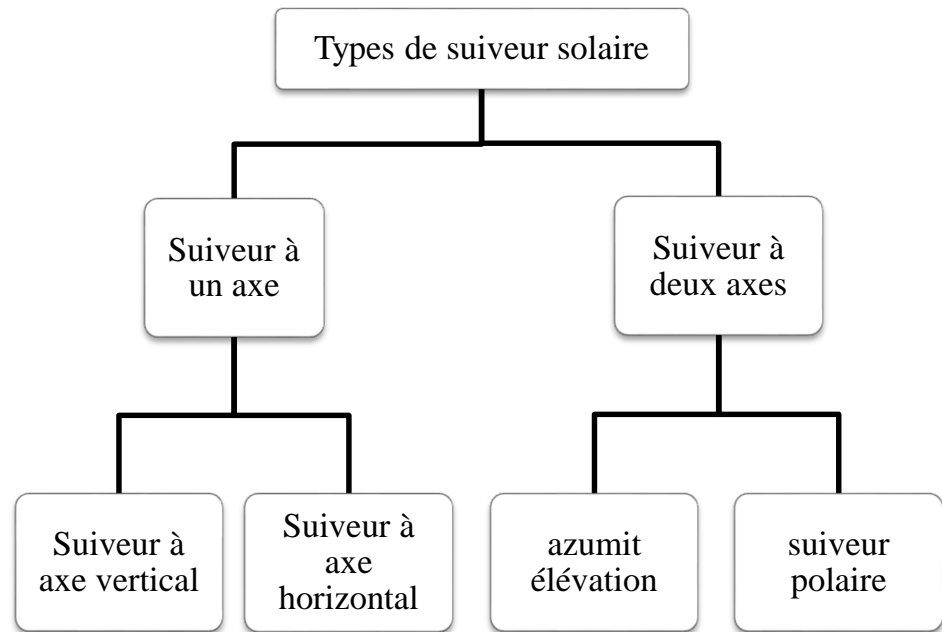 Types de suiveur solaire
Suiveur à
un axe
Suiveur à
deux axes
Suiveur à
axe vertical
Suiveur à
axe
horizontal
azumit
élévation
suiveur
polaire